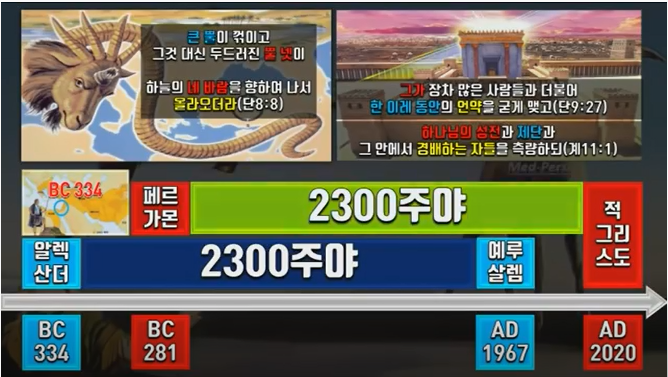 큰 뿔이 꺾이고
그것 대신 두드러진 뿔 넷이
하늘의 네 바람을 향하여 나서
올라오더라(단8:8)
그가 장차 많은 사람들과 더불어
한 이레 동안의 언약을 굳게 맺고(단9:27)
하나님의 성전과 제단과
그 안에서 경배하는 자들을 측량하되(계11:1)
BC 334
페르
가몬
2300주야
적
그리
스도
알렉
산더
2300주야
예루
살렘
BC
334
BC
281
AD
1967
AD
2020